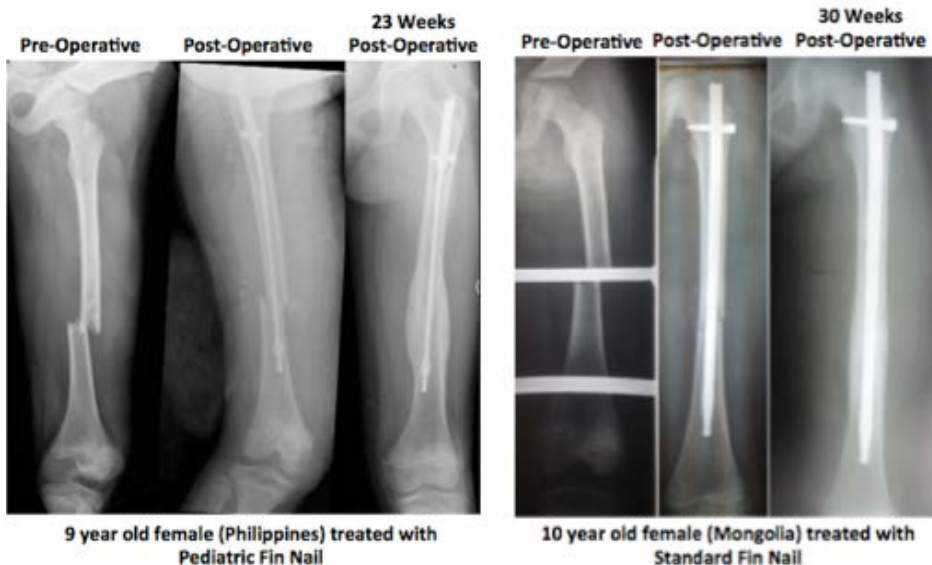 Pre-Operative
Post-Operative
23 Weeks
Post-Operative
Pre-Operative
Post-Operative
30 Weeks
Post-Operative
9 year old female (Philippines) treated with
Pediatric Fin Nail
10 year old female (Mongolia) treated with
Standard Fin Nail